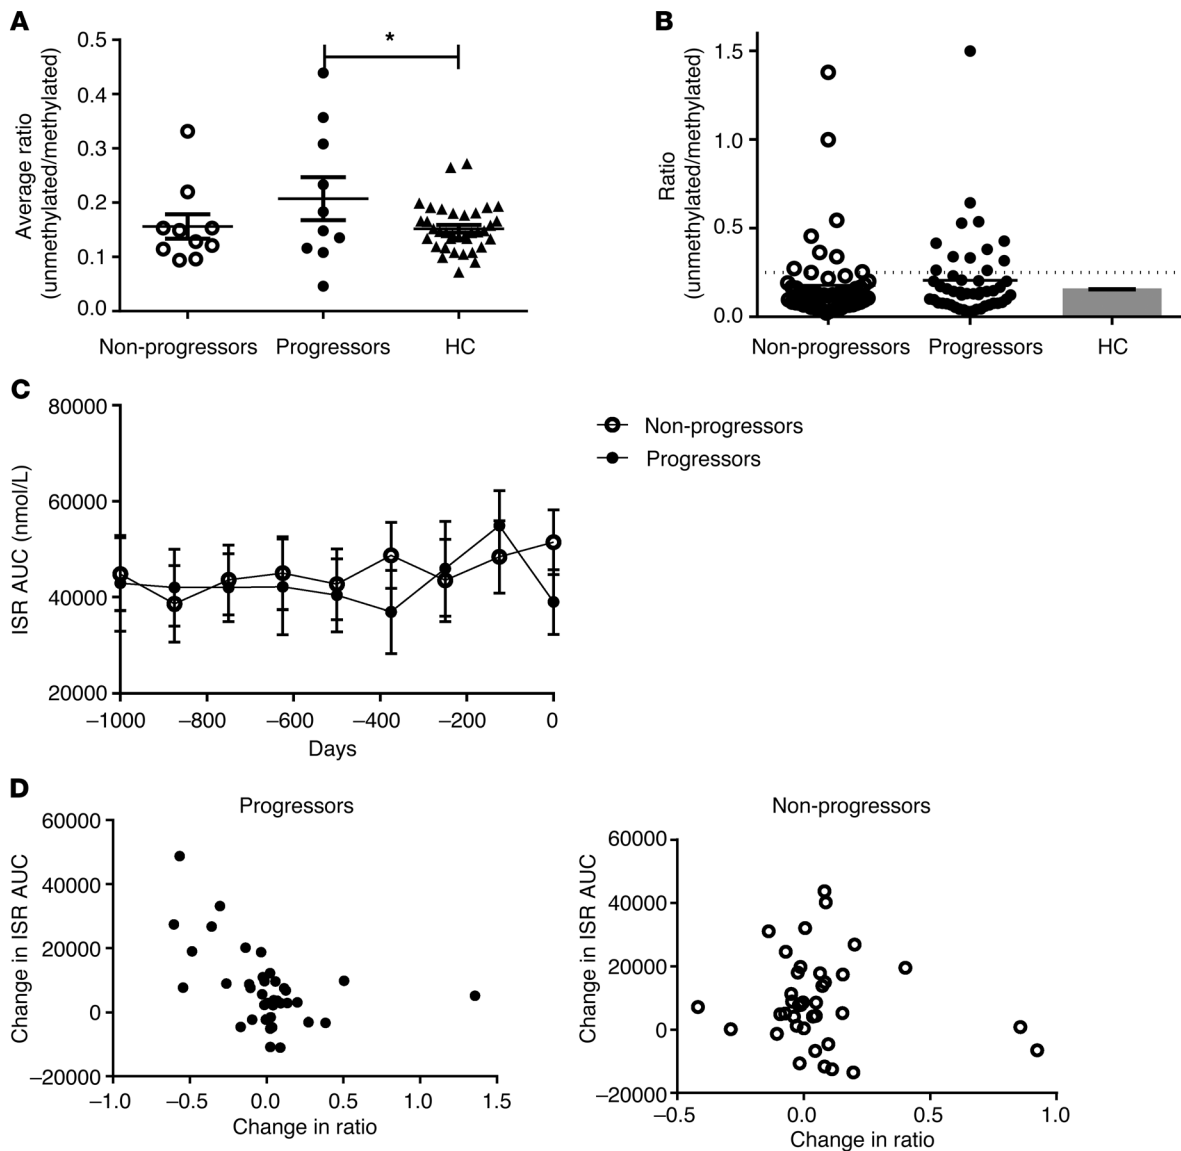 A
0.5
0.4
0.3
0.2
0.1
0.0
Average ratio
(unmethylated/methylated)
*
Non-progressors
Progressors
HC
B
1.5
1.0
0.5
0.0
Ratio
(unmethylated/methylated)
Non-progressors
Progressors
HC
C
80000
60000
40000
20000
ISR AUC (nmol/L)
−1000
−800
−600
−400
−200
0
Days
Non-progressors
Progressors
D
Progressors
60000
40000
20000
0
−20000
Change in ISR AUC
−1.0
−0.5
0.0
0.5
1.0
1.5
Change in ratio
Non-progressors
60000
40000
20000
0
−20000
Change in ISR AUC
−0.5
0.0
0.5
1.0
Change in ratio